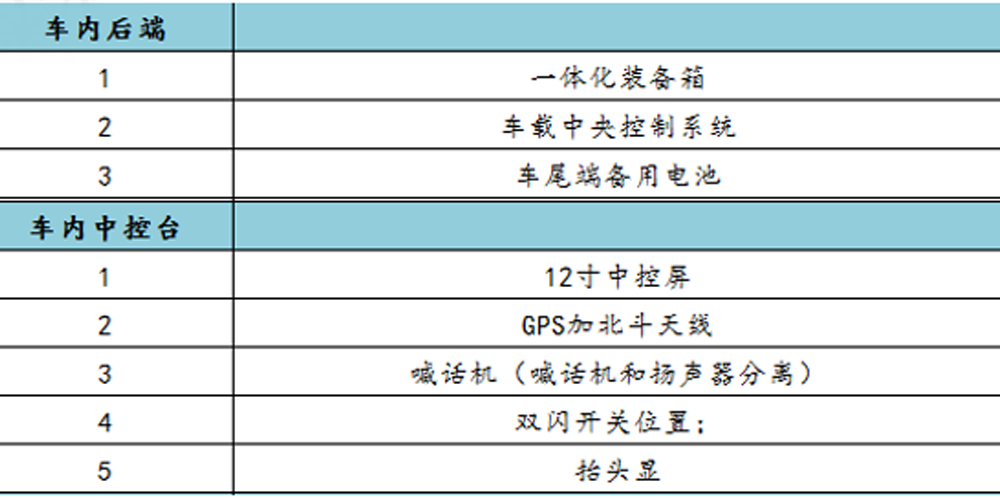 车内后端
1 一体化装备箱
2 车载中央控制系统
3 车尾端备用电池
车内中控台
1 12寸中控屏
2 GPS加北斗天线
3 喊话机（喊话机和扬声器分离）
4 双闪开关位置；
5 抬头显